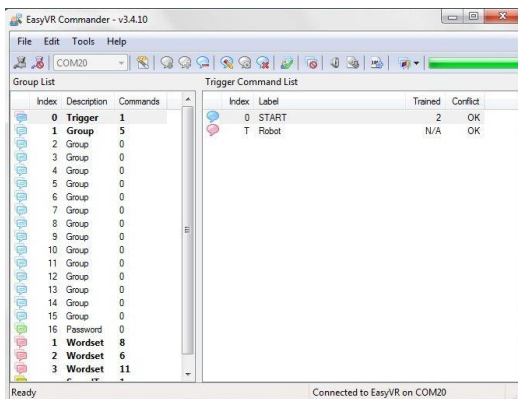 EasyVR Commander - v3.4.10
File Edit Tools Help
COM20
Group List
Index Description Commands
0 Trigger 1
1 Group 5
2 Group 0
3 Group 0
4 Group 0
5 Group 0
6 Group 0
7 Group 0
8 Group 0
9 Group 0
10 Group 0
11 Group 0
12 Group 0
13 Group 0
14 Group 0
15 Group 0
16 Password 0
1 Wordset 8
2 Wordset 6
3 Wordset 11
Trigger Command List
Index Label Trained Conflict
0 START 2 OK
T Robot N/A OK
Ready Connected to EasyVR on COM20